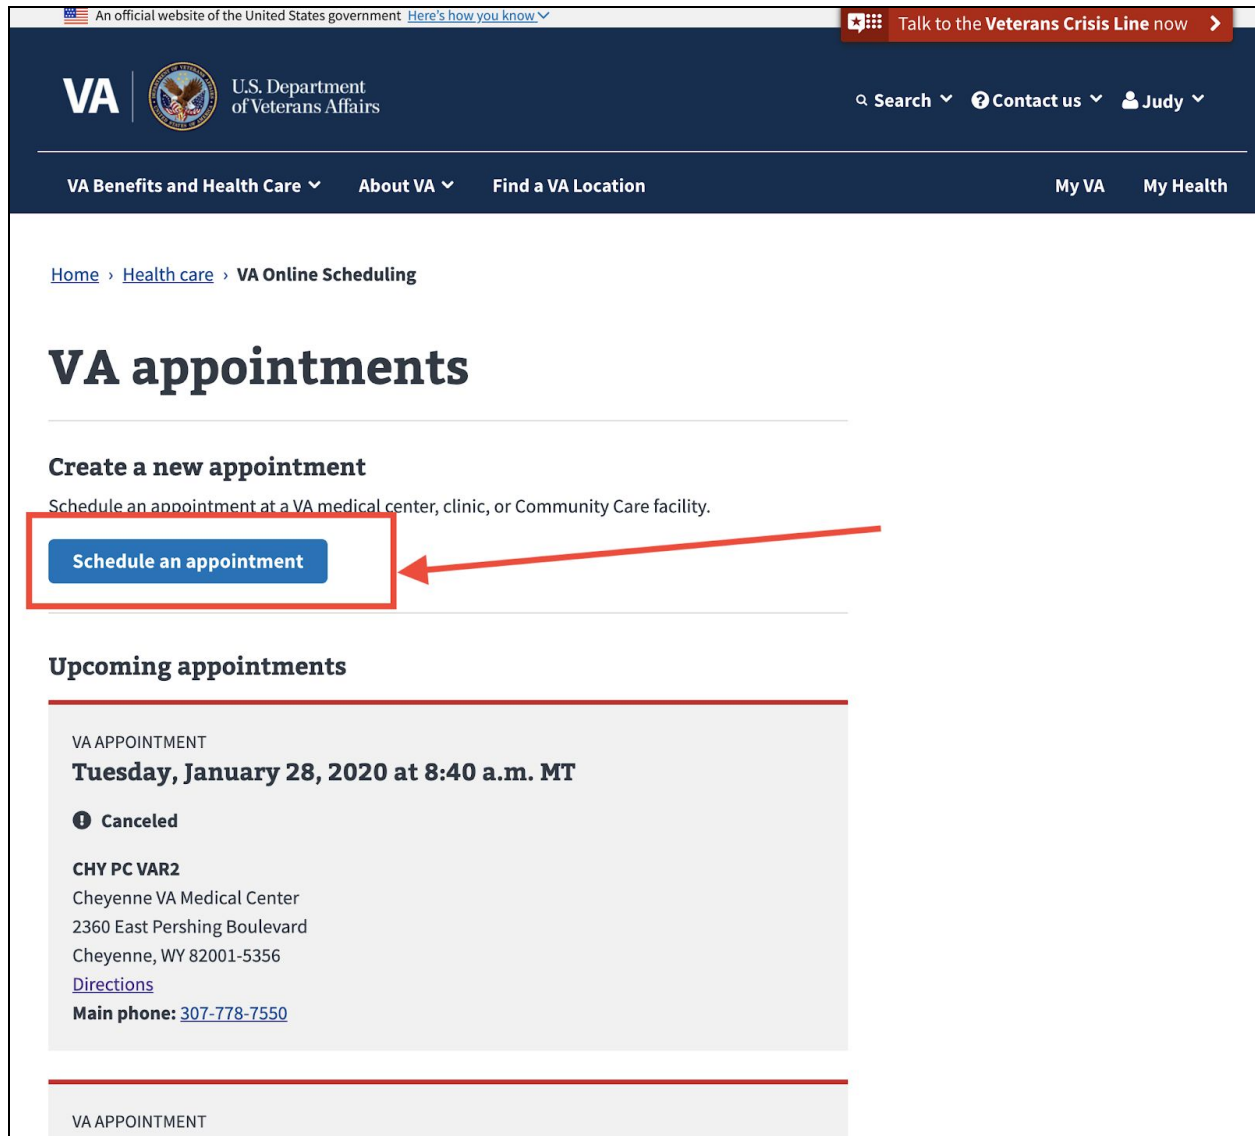 An official website of the United States government Here's how you know
Talk to the Veterans Crisis Line now
VA
U.S. Department
of Veterans Affairs
Search
Contact us
Judy
VA Benefits and Health Care
About VA
Find a VA Location
My VA
My Health
Home › Health care › VA Online Scheduling
VA appointments
Create a new appointment
Schedule an appointment at a VA medical center, clinic, or Community Care facility.
Schedule an appointment
Upcoming appointments
VA APPOINTMENT
Tuesday, January 28, 2020 at 8:40 a.m. MT
Canceled
CHY PC VAR2
Cheyenne VA Medical Center
2360 East Pershing Boulevard
Cheyenne, WY 82001-5356
Directions
Main phone: 307-778-7550
VA APPOINTMENT